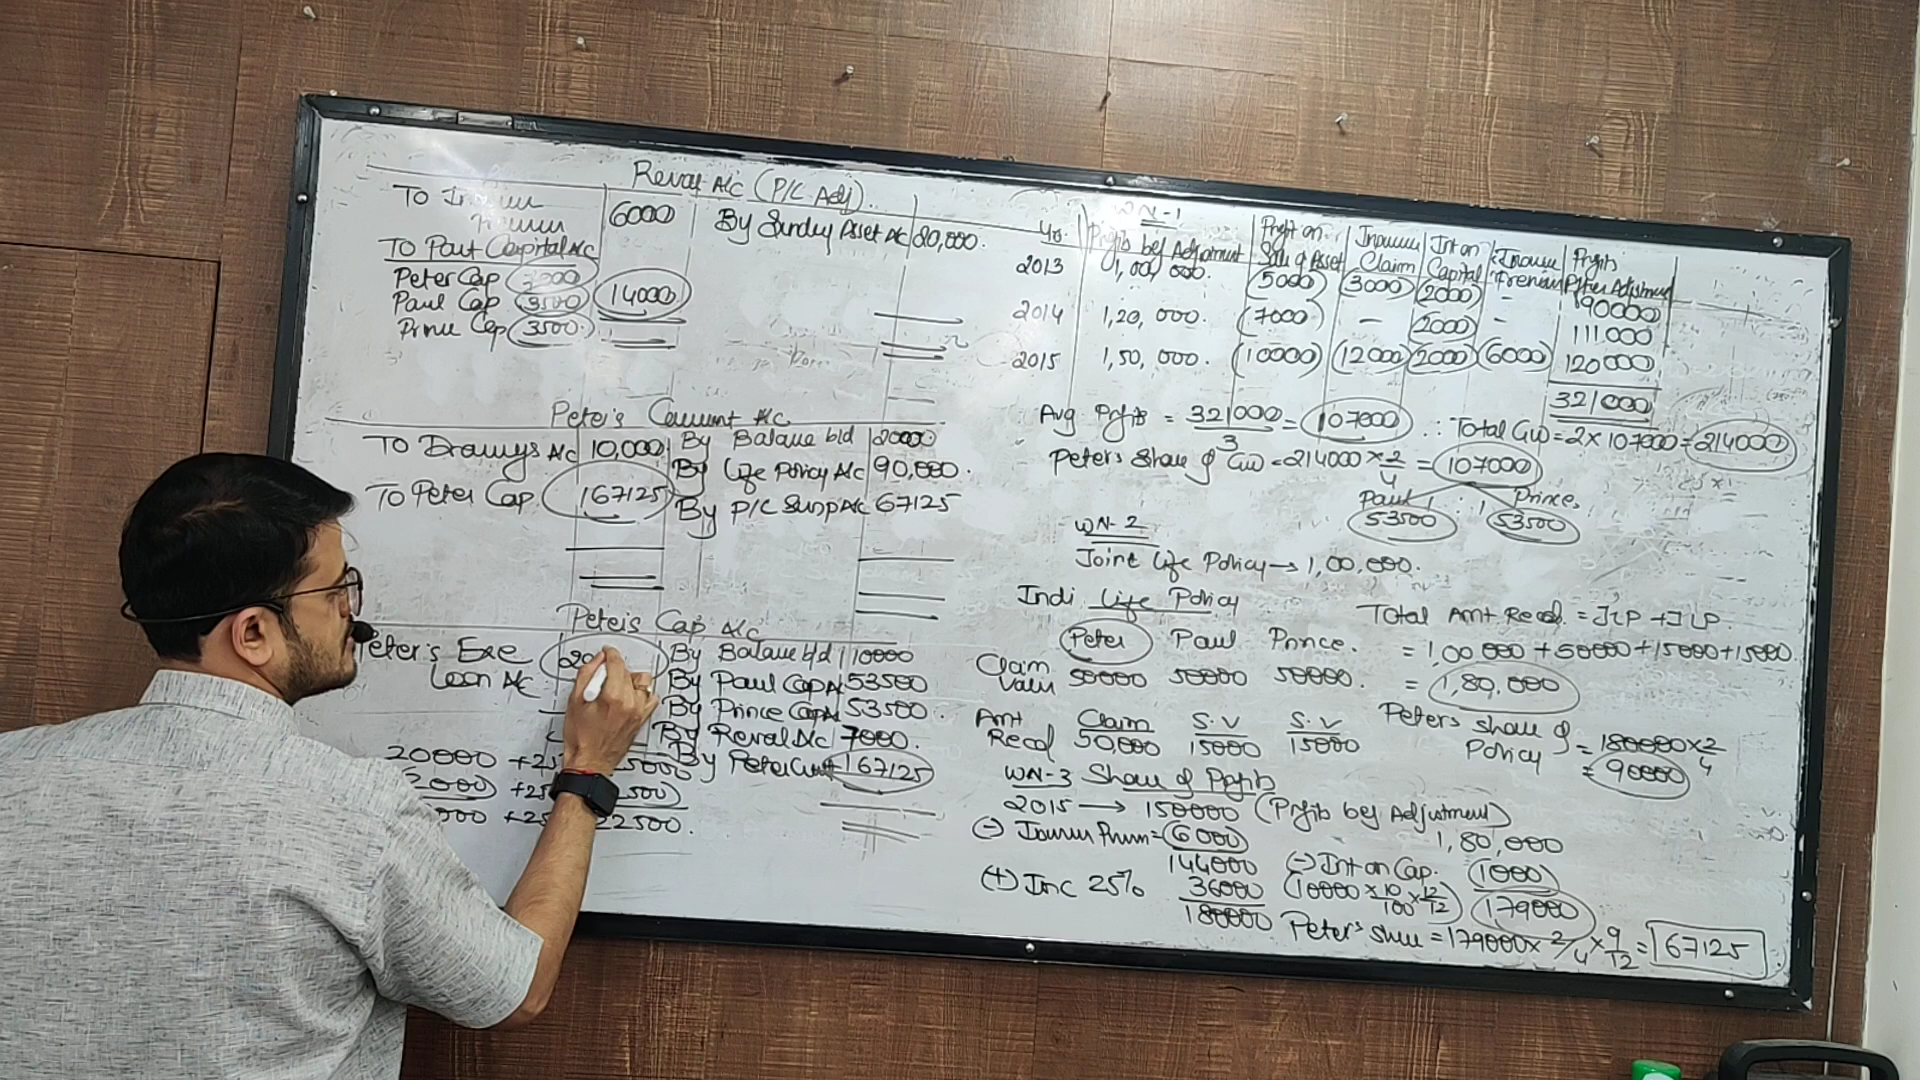 Reval A/c (P/L Adj).
To Insurance
Premium 6000 By Sundry Asset A/c 20,000.
To Part Capital A/c
Peter Cap 7000
Paul Cap 3500 14000
Prince Cap 3500
Peter's Current A/c
To Drawings A/c 10,000 By Balance b/d 20000
By Life Policy A/c 90,000.
To Peter Cap. 167125 By P/L Susp A/c 67125
Peter's Cap A/c
Peter's Exe By Balance b/d 10000
Loan A/c By Paul Cap A/c 53500
By Prince Cap A/c 53500.
By Reval A/c 7000.
By Peter Curr 167125
20000 + 25
+ 25
+ 25 22500.
WN-1
Yr. Profits bef Adjustment Profit on Sale of Asset Insurance Claim Int on Capital Insurance Premium Profits After Adjustment
2013 1,00,000. (5000) (3000) (2000) - 90000
2014 1,20,000. (7000) - (2000) - 111000
2015 1,50,000. (10000) (12000) (2000) (6000) 120000
321000
Avg Profits = 321000/3 = 107000 ∴ Total GW = 2 × 107000 = 214000
Peter's Share of GW = 214000 × 2/4 = 107000
Paul : Prince
53500 53500
WN-2
Joint Life Policy → 1,00,000.
Indi. Life Policy
Peter Paul Prince.
Claim Value 50000 50000 50000.
Amt Recd Claim 50,000 S.V 15000 S.V 15000
Total Amt Recd. = JLP + ILP.
= 1,00,000 + 50000 + 15000 + 15000
= 1,80,000
Peter's share of Policy = 180000 × 2/4
= 90000
WN-3 Share of Profits
2015 → 150000 (Profits bef Adjustment)
(-) Insurance Prem = (6000)
144000
(+) Inc 25% 36000
180000
1,80,000
(-) Int on Cap. (1000)
(10000 × 10/100 × 12/12) 179000
Peter's share = 179000 × 2/4 × 9/12 = 67125